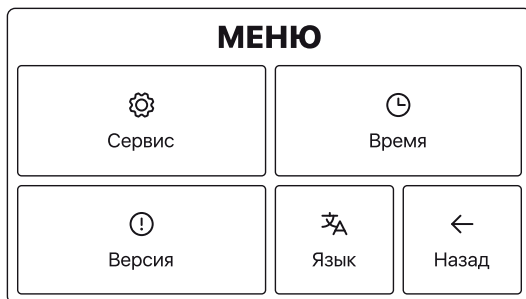 МЕНЮ
Сервис
Время
Версия
Язык
Назад